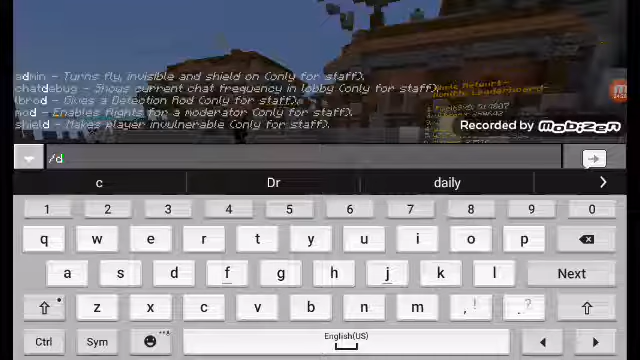 admin - Turns fly, invisible and shield on (only for staff).
chatdebug - Shows current chat frequency in lobby (only for staff).
lbrod - Gives a Detection Rod (only for staff).
mod - Enables flights for a moderator (only for staff).
shield - Makes player invulnerable (only for staff).
Recorded by mobizen
/d
c Dr daily
1 2 3 4 5 6 7 8 9 0
q w e r t y u i o p
a s d f g h j k l Next
z x c v b n m , ! . ?
Ctrl Sym English(US)